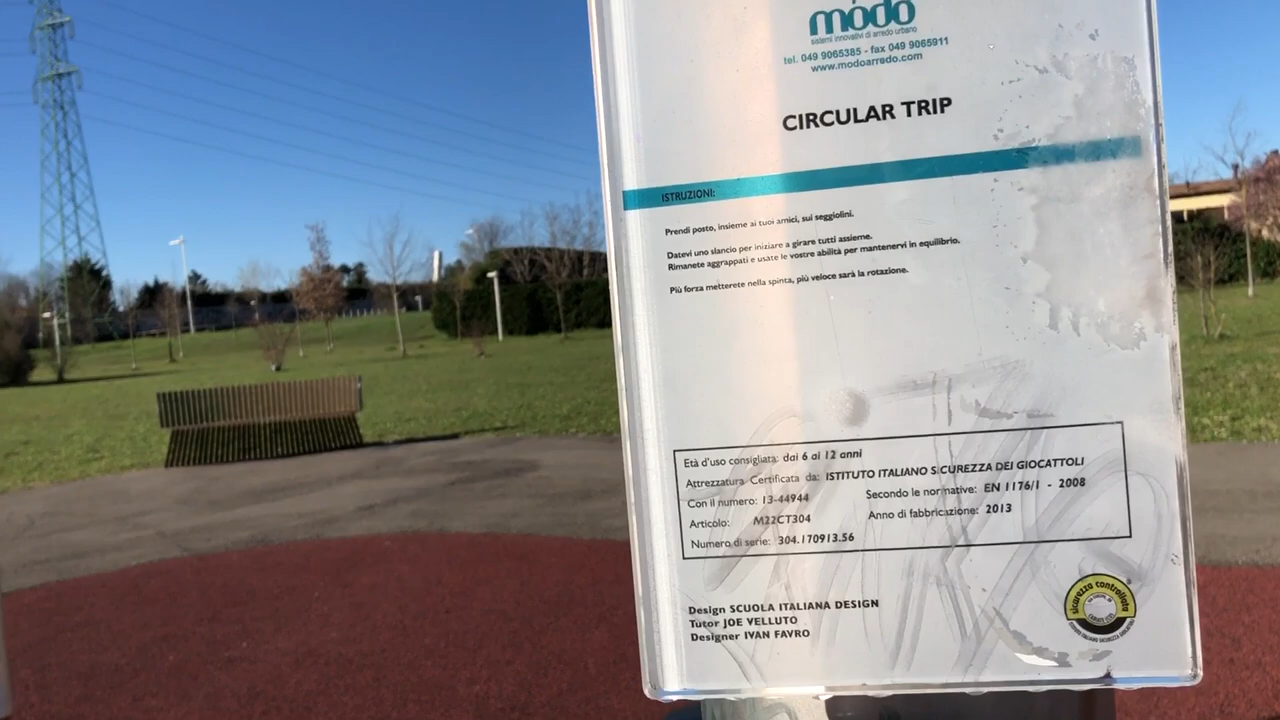 módo
sistemi innovativi di arredo urbano
tel. 049 9065385 - fax 049 9065911
www.modoarredo.com
CIRCULAR TRIP
ISTRUZIONI:
Prendi posto, insieme ai tuoi amici, sui seggiolini.
Datevi uno slancio per iniziare a girare tutti assieme.
Rimanete aggrappati e usate le vostre abilità per mantenervi in equilibrio.
Più forza metterete nella spinta, più veloce sarà la rotazione.
Età d'uso consigliata: dai 6 ai 12 anni
Attrezzatura Certificata da: ISTITUTO ITALIANO SICUREZZA DEI GIOCATTOLI
Con il numero: 13-44944 Secondo le normative: EN 1176/1 - 2008
Articolo: M22CT304 Anno di fabbricazione: 2013
Numero di serie: 304.170913.56
Design SCUOLA ITALIANA DESIGN
Tutor JOE VELLUTO
Designer IVAN FAVRO
sicurezza controllata
ISTITUTO ITALIANO SICUREZZA GIOCATTOLI